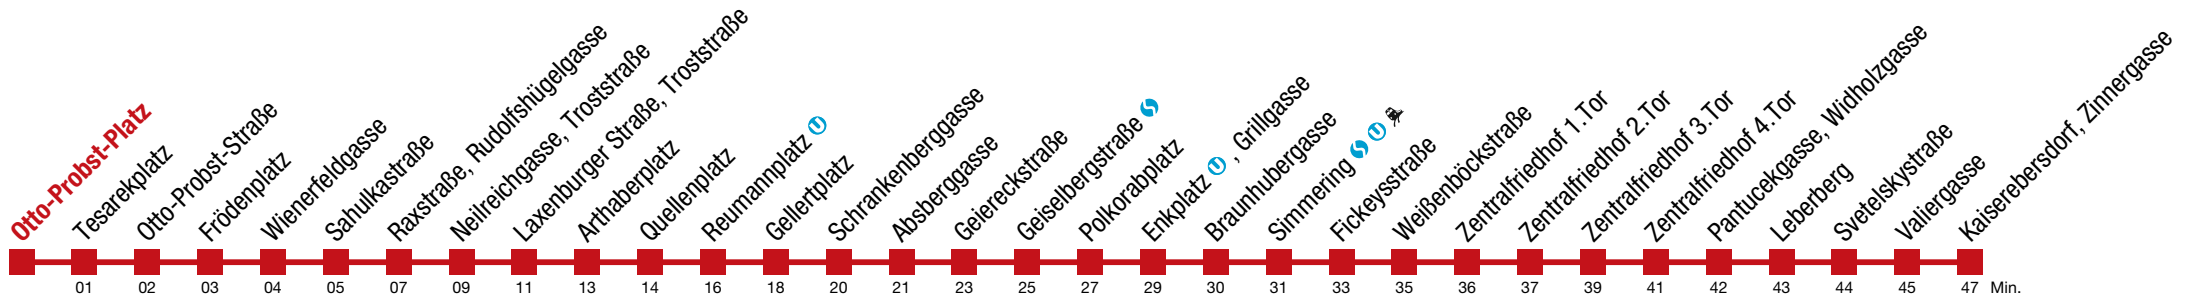 Otto-Probst-Platz
Tesarekplatz
Otto-Probst-Straße
Frödenplatz
Wienerfeldgasse
Sahulkastraße
Raxstraße, Rudolfshügelgasse
Neilreichgasse, Troststraße
Laxenburger Straße, Troststraße
Arthaberplatz
Quellenplatz
Reumannplatz U
Gellertplatz
Schrankenberggasse
Absberggasse
Geiereckstraße
Geiselbergstraße S
Polkorabplatz
Enkplatz U , Grillgasse
Braunhubergasse
Simmering S U
Fickeysstraße
Weißenböckstraße
Zentralfriedhof 1.Tor
Zentralfriedhof 2.Tor
Zentralfriedhof 3.Tor
Zentralfriedhof 4.Tor
Pantucekgasse, Widholzgasse
Leberberg
Svetelskystraße
Valiergasse
Kaiserebersdorf, Zinnergasse
01 02 03 04 05 07 09 11 13 14 16 18 20 21 23 25 27 29 30 31 33 35 36 37 39 41 42 43 44 45 47 Min.